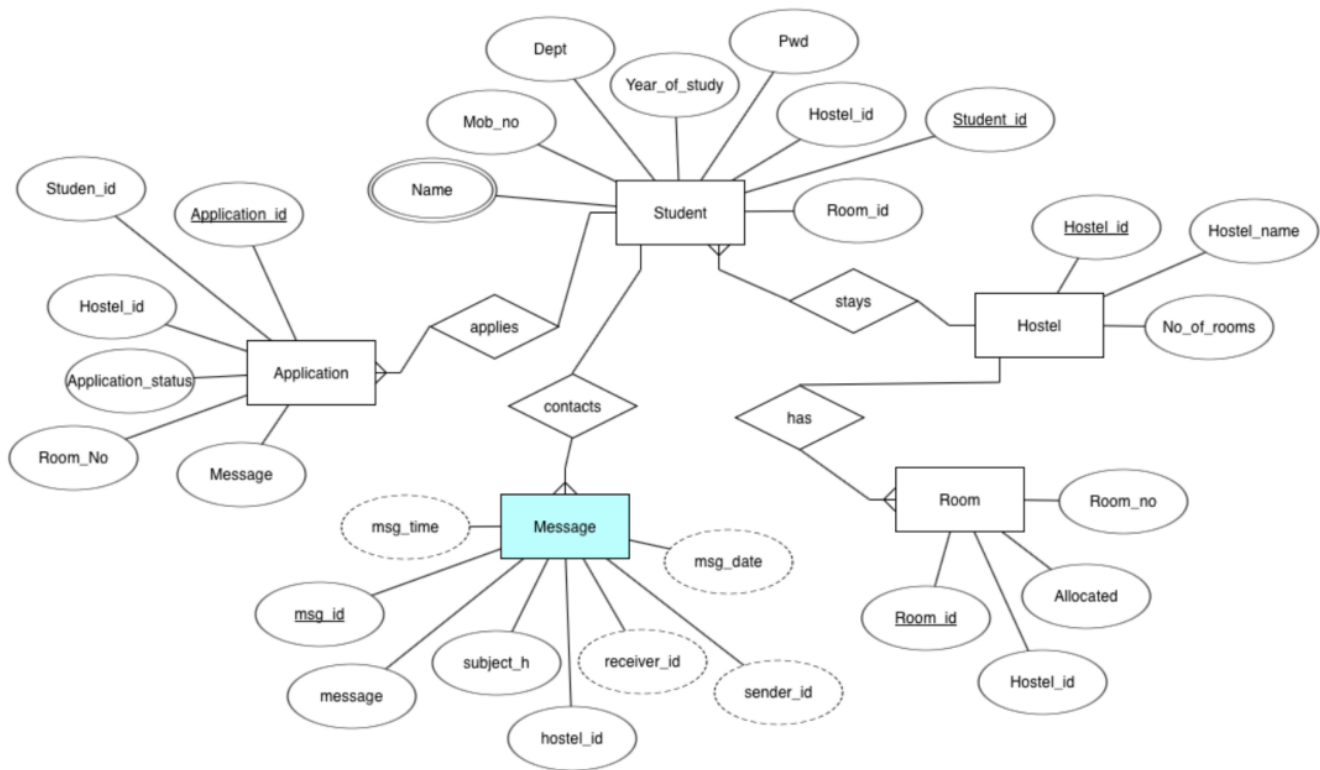 Pwd
Dept
Year_of_study
Hostel_id
Student_id
Mob_no
Name
Student
Room_id
Studen_id
Application_id
Hostel_id
Hostel_name
Hostel_id
stays
Hostel
No_of_rooms
applies
Application
Application_status
contacts
has
Room_No
Message
Room
Room_no
msg_time
Message
msg_date
Allocated
msg_id
Room_id
subject_h
receiver_id
Hostel_id
message
sender_id
hostel_id